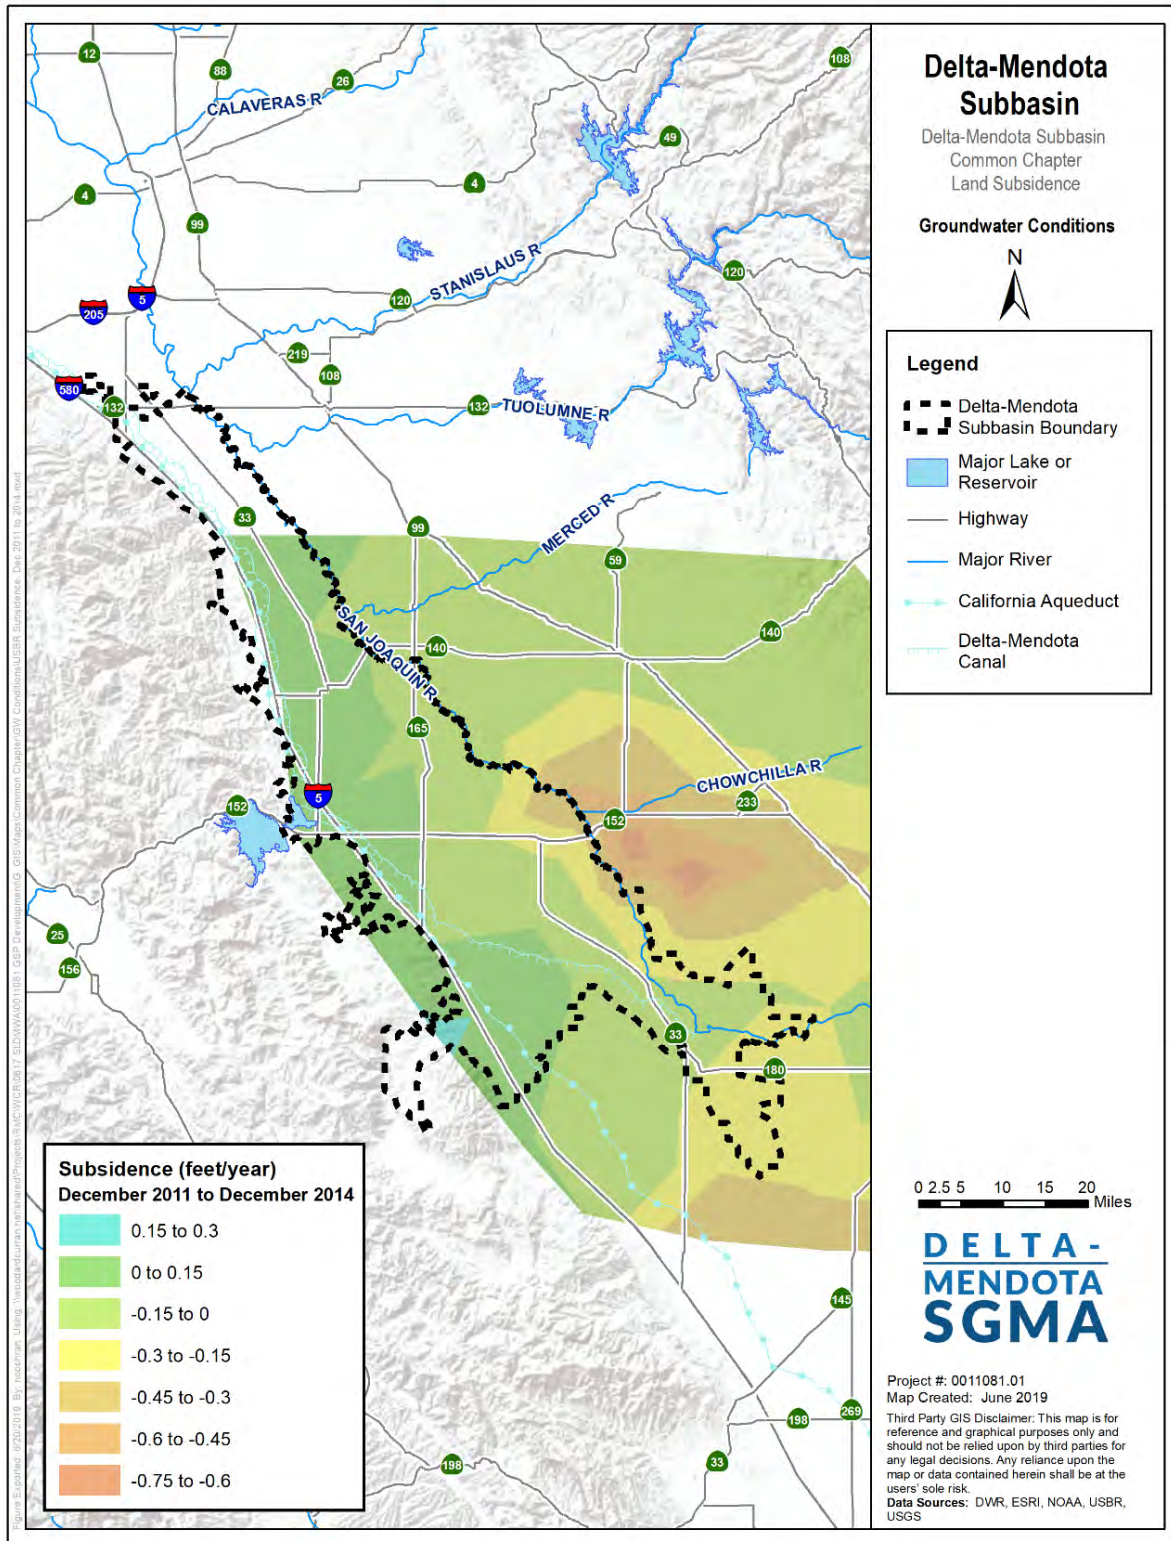 Delta-Mendota
Subbasin
Delta-Mendota Subbasin
Common Chapter
Land Subsidence
Groundwater Conditions
N
Legend
Delta-Mendota
Subbasin Boundary
Major Lake or
Reservoir
Highway
Major River
California Aqueduct
Delta-Mendota
Canal
0 2.5 5 10 15 20
Miles
DELTA-
MENDOTA
SGMA
Project #: 0011081.01
Map Created: June 2019
Third Party GIS Disclaimer: This map is for
reference and graphical purposes only and
should not be relied upon by third parties for
any legal decisions. Any reliance upon the
map or data contained herein shall be at the
users' sole risk.
Data Sources: DWR, ESRI, NOAA, USBR,
USGS
12
88
26
108
CALAVERAS R
49
4
4
99
STANISLAUS R
120
5
205
120
219
108
580
132
132
TUOLUMNE R
33
99
MERCED R
59
SAN JOAQUIN R
140
140
165
CHOWCHILLA R
5
152
233
152
25
156
33
180
145
269
198
33
198
Subsidence (feet/year)
December 2011 to December 2014
0.15 to 0.3
0 to 0.15
-0.15 to 0
-0.3 to -0.15
-0.45 to -0.3
-0.6 to -0.45
-0.75 to -0.6